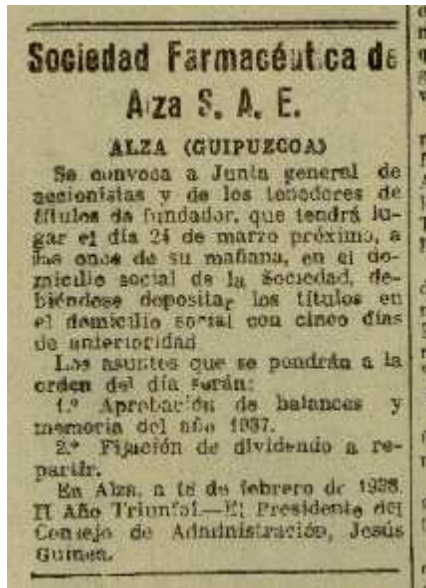 Sociedad Farmacéutica de
Alza S. A. E.
ALZA (GUIPUZCOA)
Se convoca a Junta general de
accionistas y de los tenedores de
títulos de fundador, que tendrá lu-
gar el día 24 de marzo próximo, a
las once de su mañana, en el do-
micilio social de la Sociedad, de-
biéndose depositar los títulos en
el domicilio social con cinco días
de anterioridad
Los asuntos que se pondrán a la
orden del día serán:
1.º Aprobación de balances y
memoria del año 1937.
2.º Fijación de dividendo a re-
partir.
En Alza, a 18 de febrero de 1938.
II Año Triunfal.—El Presidente del
Consejo de Administración, Jesús
Guinea.